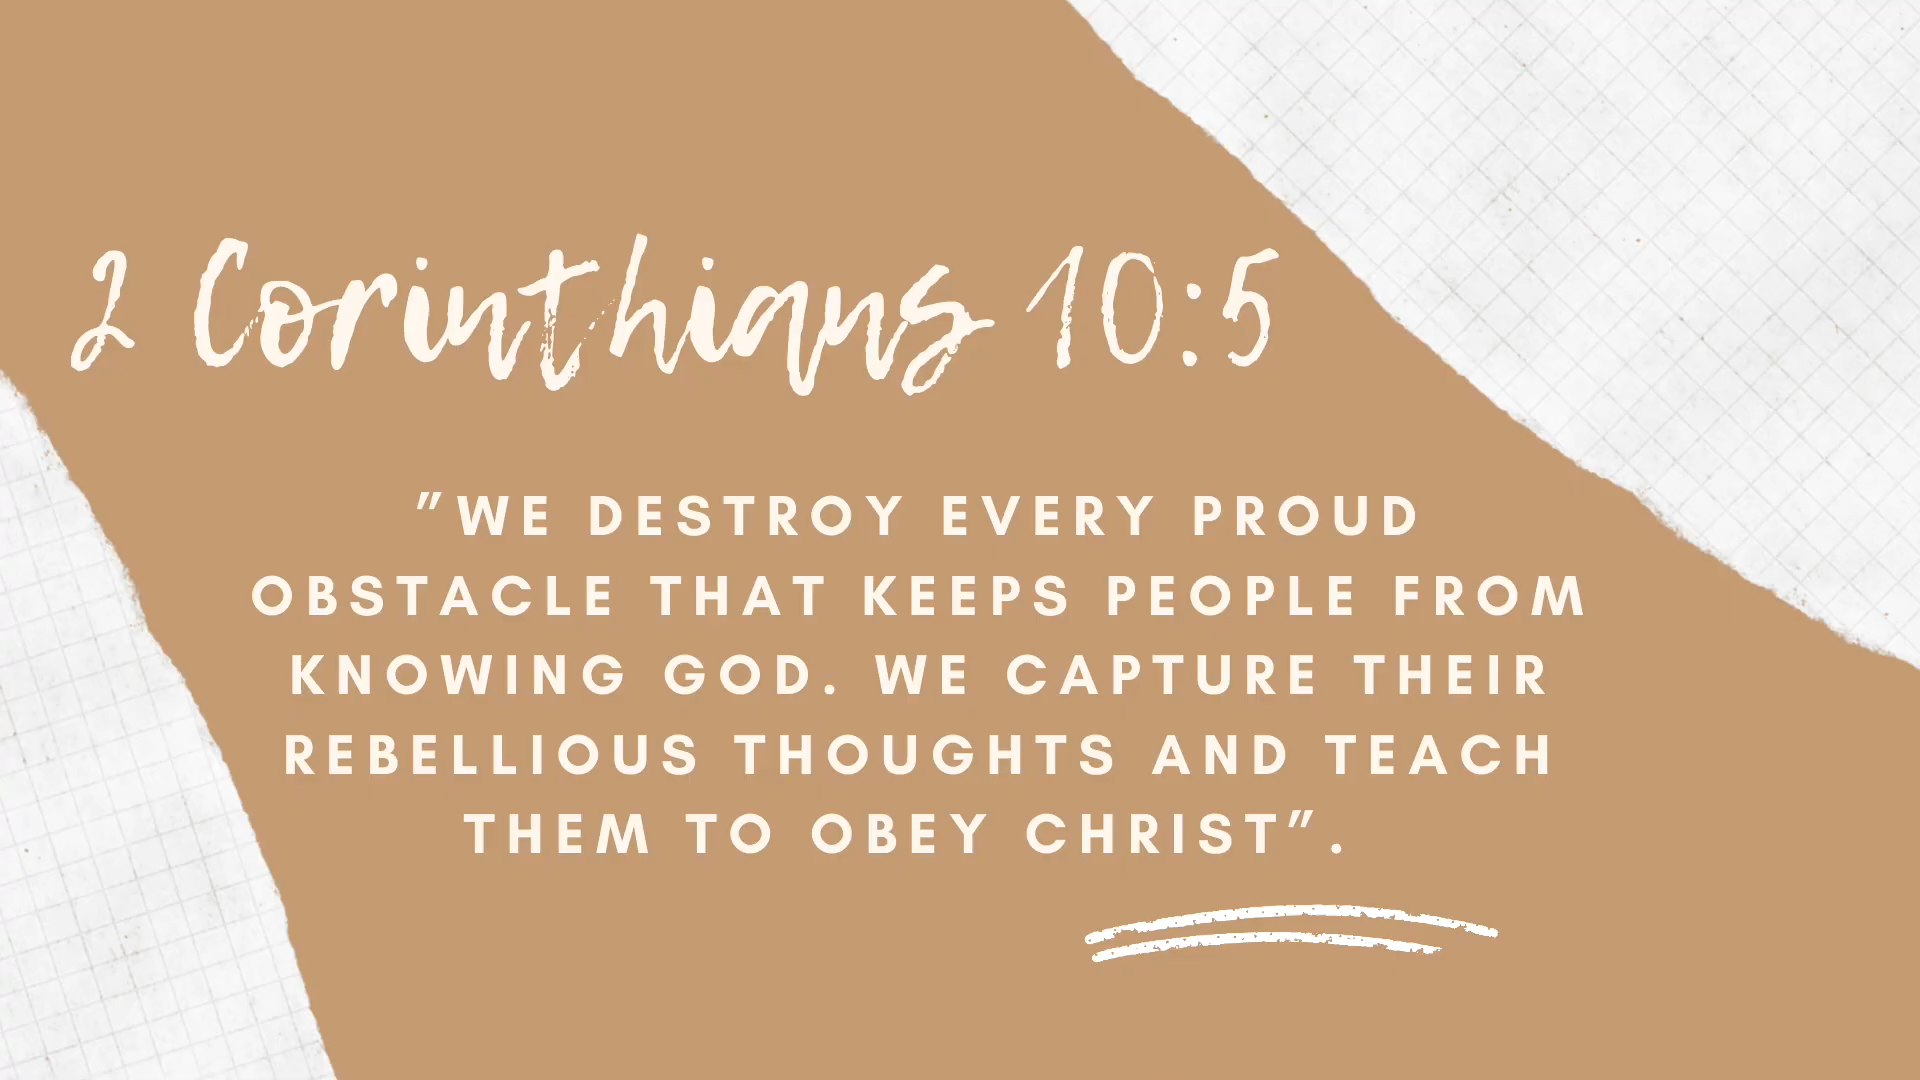 2 Corinthians 10:5
"WE DESTROY EVERY PROUD
OBSTACLE THAT KEEPS PEOPLE FROM
KNOWING GOD. WE CAPTURE THEIR
REBELLIOUS THOUGHTS AND TEACH
THEM TO OBEY CHRIST".